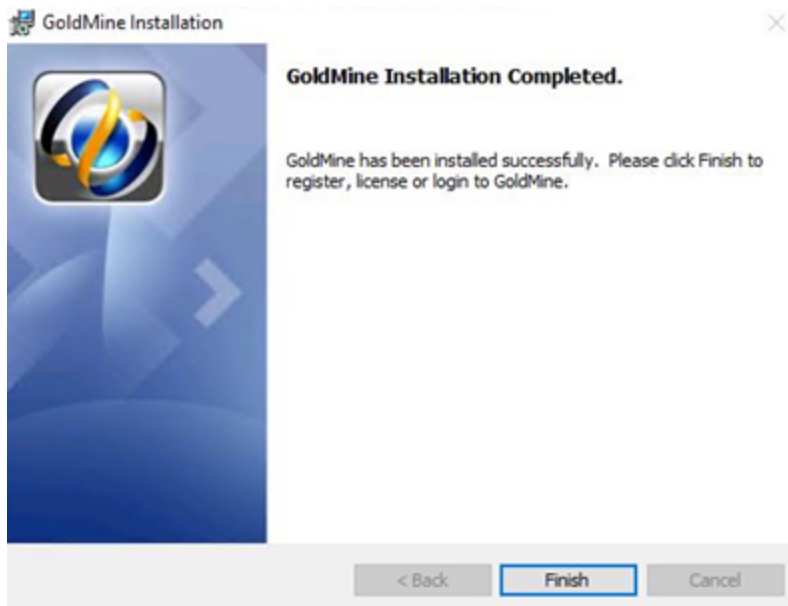 GoldMine Installation
GoldMine Installation Completed.
GoldMine has been installed successfully. Please click Finish to
register, license or login to GoldMine.
< Back Finish Cancel